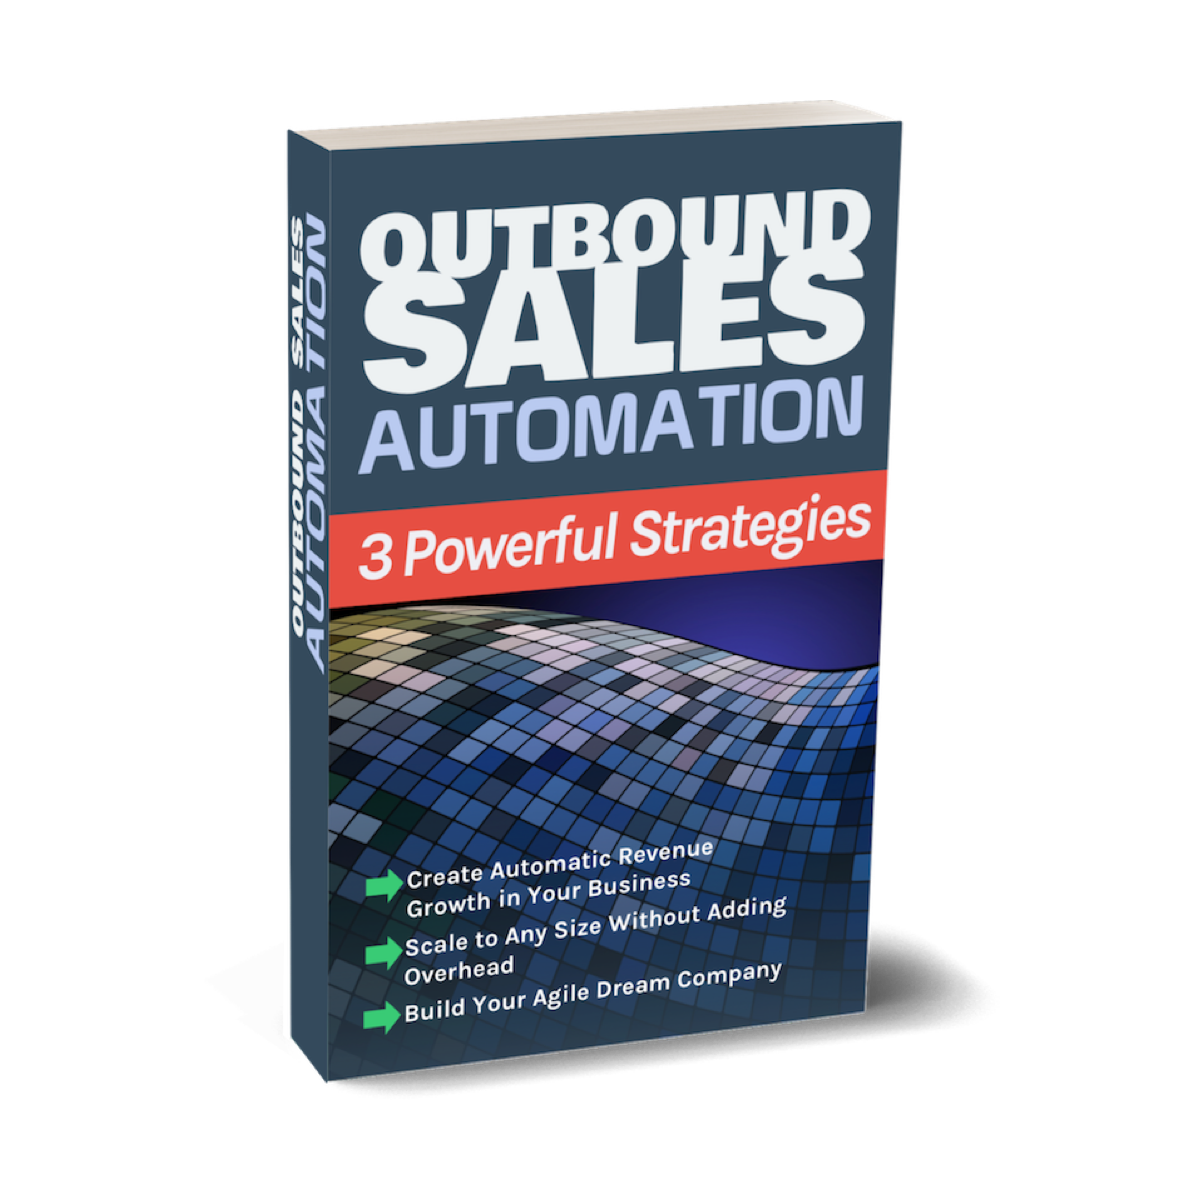 OUTBOUND
SALES
AUTOMATION
3 Powerful Strategies
Create Automatic Revenue
Growth in Your Business
Scale to Any Size Without Adding
Overhead
Build Your Agile Dream Company
OUTBOUND SALES
AUTOMATION